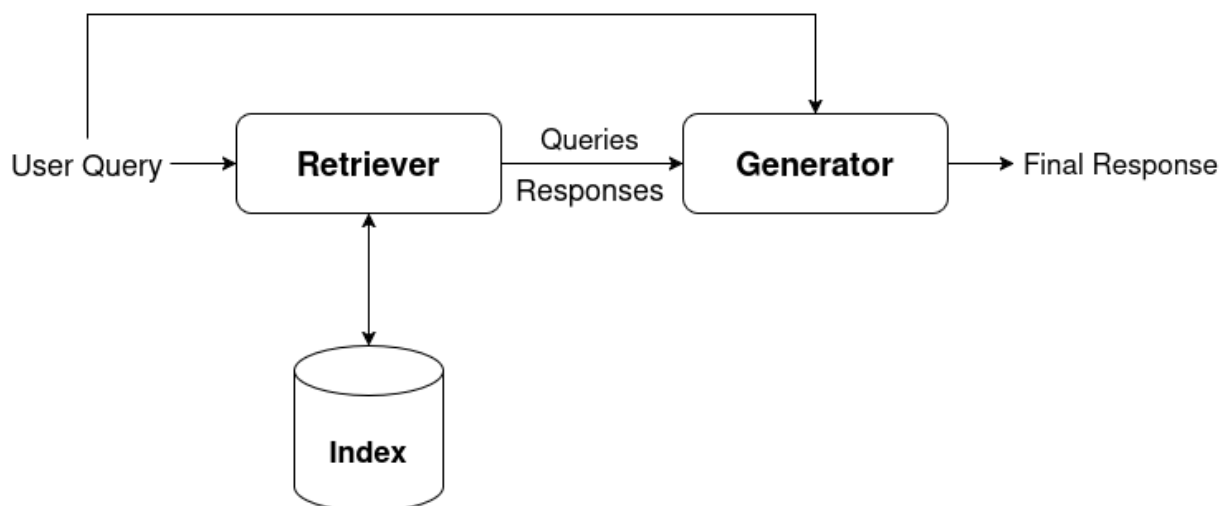 User Query
Retriever
Queries
Responses
Generator
Final Response
Index